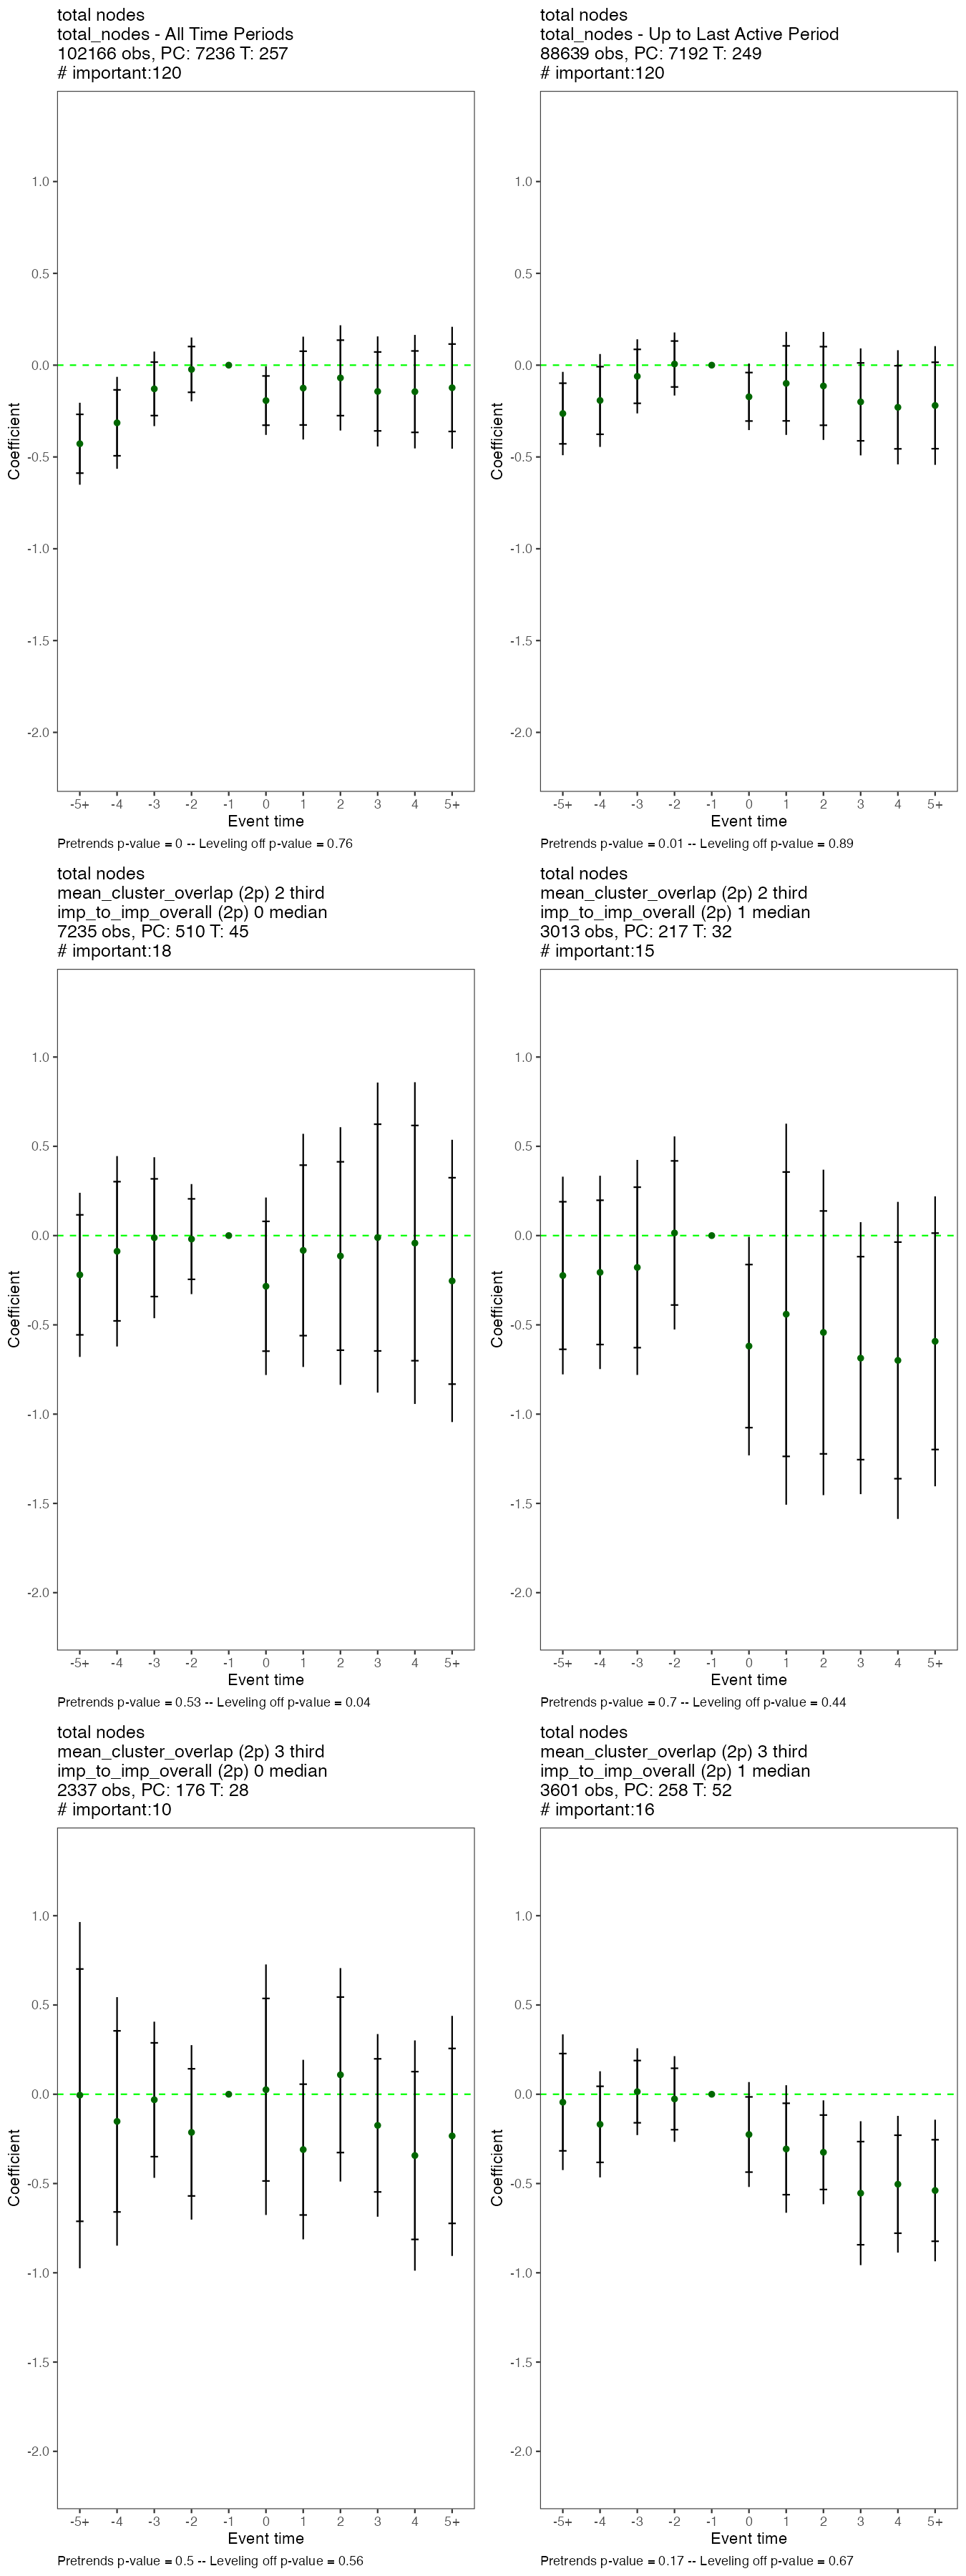 total nodes
total_nodes - All Time Periods
102166 obs, PC: 7236 T: 257
# important:120
1.0
0.5
0.0
-0.5
-1.0
-1.5
-2.0
Coefficient
-5+ -4 -3 -2 -1 0 1 2 3 4 5+
Event time
Pretrends p-value = 0 -- Leveling off p-value = 0.76
total nodes
total_nodes - Up to Last Active Period
88639 obs, PC: 7192 T: 249
# important:120
1.0
0.5
0.0
-0.5
-1.0
-1.5
-2.0
Coefficient
-5+ -4 -3 -2 -1 0 1 2 3 4 5+
Event time
Pretrends p-value = 0.01 -- Leveling off p-value = 0.89
total nodes
mean_cluster_overlap (2p) 2 third
imp_to_imp_overall (2p) 0 median
7235 obs, PC: 510 T: 45
# important:18
1.0
0.5
0.0
-0.5
-1.0
-1.5
-2.0
Coefficient
-5+ -4 -3 -2 -1 0 1 2 3 4 5+
Event time
Pretrends p-value = 0.53 -- Leveling off p-value = 0.04
total nodes
mean_cluster_overlap (2p) 2 third
imp_to_imp_overall (2p) 1 median
3013 obs, PC: 217 T: 32
# important:15
1.0
0.5
0.0
-0.5
-1.0
-1.5
-2.0
Coefficient
-5+ -4 -3 -2 -1 0 1 2 3 4 5+
Event time
Pretrends p-value = 0.7 -- Leveling off p-value = 0.44
total nodes
mean_cluster_overlap (2p) 3 third
imp_to_imp_overall (2p) 0 median
2337 obs, PC: 176 T: 28
# important:10
1.0
0.5
0.0
-0.5
-1.0
-1.5
-2.0
Coefficient
-5+ -4 -3 -2 -1 0 1 2 3 4 5+
Event time
Pretrends p-value = 0.5 -- Leveling off p-value = 0.56
total nodes
mean_cluster_overlap (2p) 3 third
imp_to_imp_overall (2p) 1 median
3601 obs, PC: 258 T: 52
# important:16
1.0
0.5
0.0
-0.5
-1.0
-1.5
-2.0
Coefficient
-5+ -4 -3 -2 -1 0 1 2 3 4 5+
Event time
Pretrends p-value = 0.17 -- Leveling off p-value = 0.67